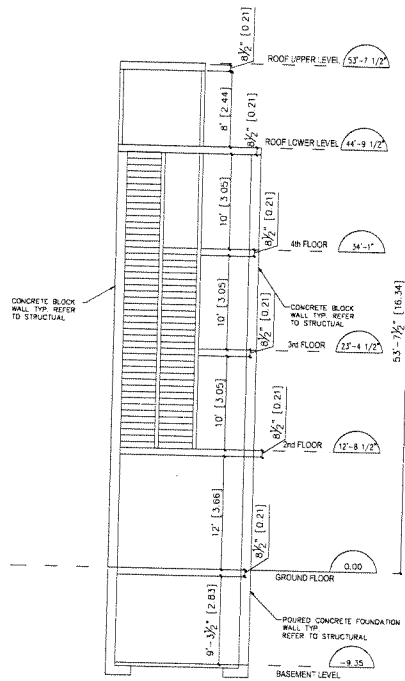 8½" [0.21]
ROOF UPPER LEVEL 53'-7 1/2"
8' [2.44]
8½" [0.21]
ROOF LOWER LEVEL 44'-9 1/2"
10' [3.05]
8½" [0.21]
4th FLOOR 34'-1"
CONCRETE BLOCK
WALL TYP. REFER
TO STRUCTUAL
10' [3.05]
CONCRETE BLOCK
WALL TYP. REFER
TO STRUCTUAL
8½" [0.21]
3rd FLOOR 23'-4 1/2"
53'-7½" [16.34]
10' [3.05]
8½" [0.21]
2nd FLOOR 12'-8 1/2"
12' [3.66]
8½" [0.21]
0.00
GROUND FLOOR
9'-3½" [2.83]
POURED CONCRETE FOUNDATION
WALL TYP
REFER TO STRUCTURAL
-9.35
BASEMENT LEVEL